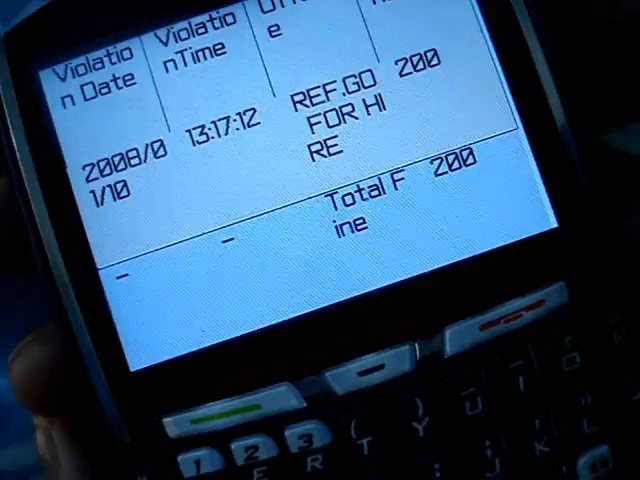 Violatio
n Date
Violatio
nTime
e
2008/0
1/10
13:17:12
REF.GO
FOR HI
RE
200
-
-
Total F
ine
200
1 2 3 ( ) _ - +
E R T Y U I O
; ' "
: J K L